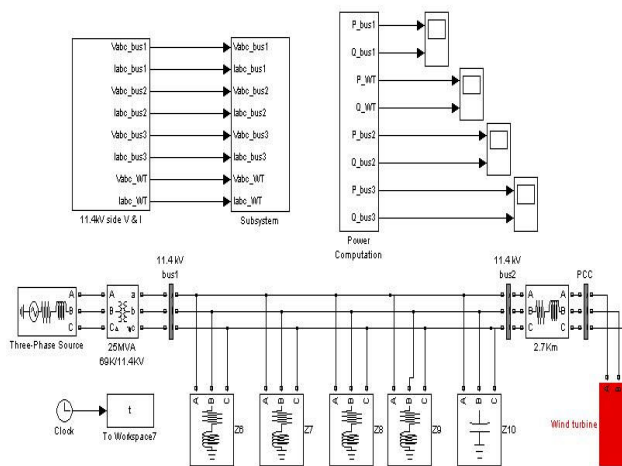 Vabc_bus1
Iabc_bus1
Vabc_bus2
Iabc_bus2
Vabc_bus3
Iabc_bus3
Vabc_WT
Iabc_WT
11.4kV side V & I
Vabc_bus1
Iabc_bus1
Vabc_bus2
Iabc_bus2
Vabc_bus3
Iabc_bus3
Vabc_WT
Iabc_WT
Subsystem
P_bus1
Q_bus1
P_WT
Q_WT
P_bus2
Q_bus2
P_bus3
Q_bus3
Power
Computation
A
B
C
Three-Phase Source
A a
B b
C c
25MVA
69K/11.4kV
11.4 kV
bus1
11.4 kV
bus2
A A
B B
C C
2.7Km
PCC
A B C
Z6
A B C
Z7
A B C
Z8
A B C
Z9
A B C
Z10
A
B
Wind turbine
Clock
t
To Workspace7